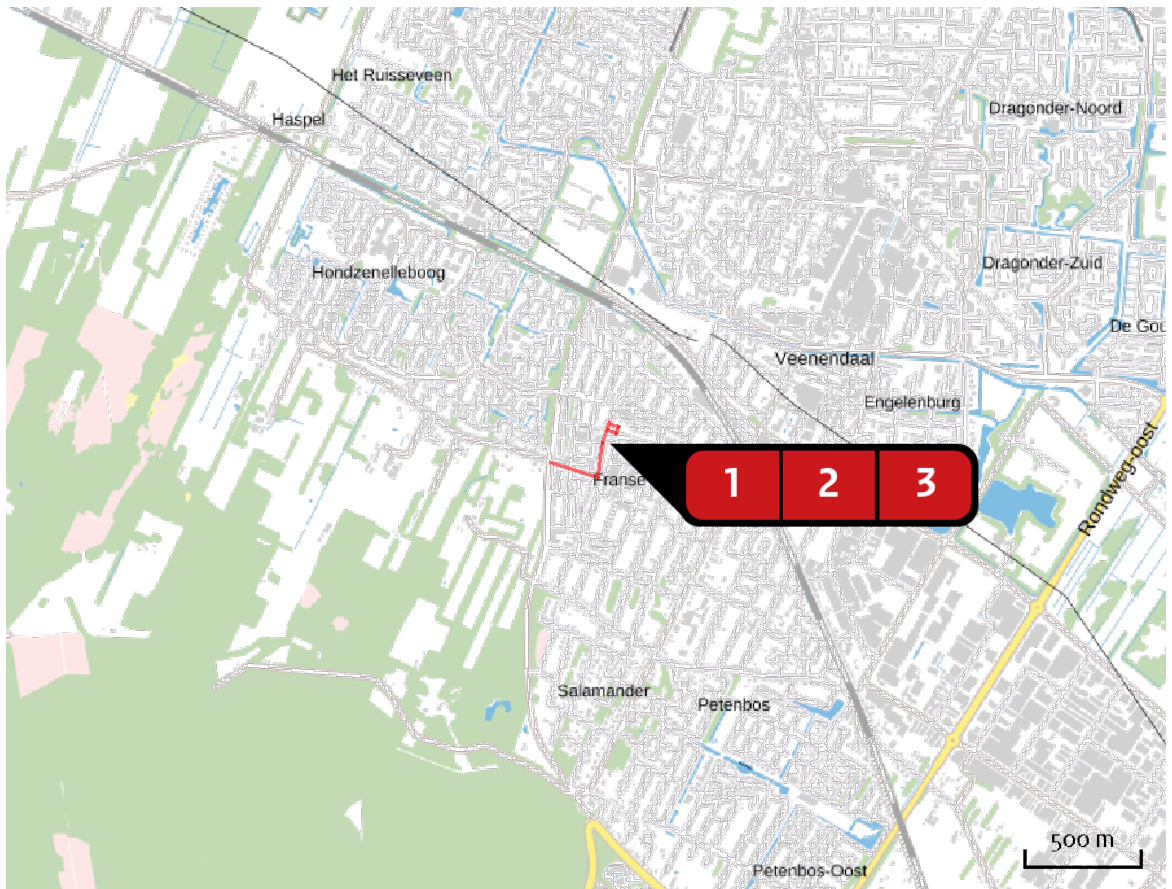 Het Ruisseveen
Dragonder-Noord
Haspel
Dragonder-Zuid
Hondzenelleboog
De Gou
Veenendaal
Engelenburg
Rondweg-oost
1 2 3
Franse
Salamander
Petenbos
500 m
Petenbos-Oost